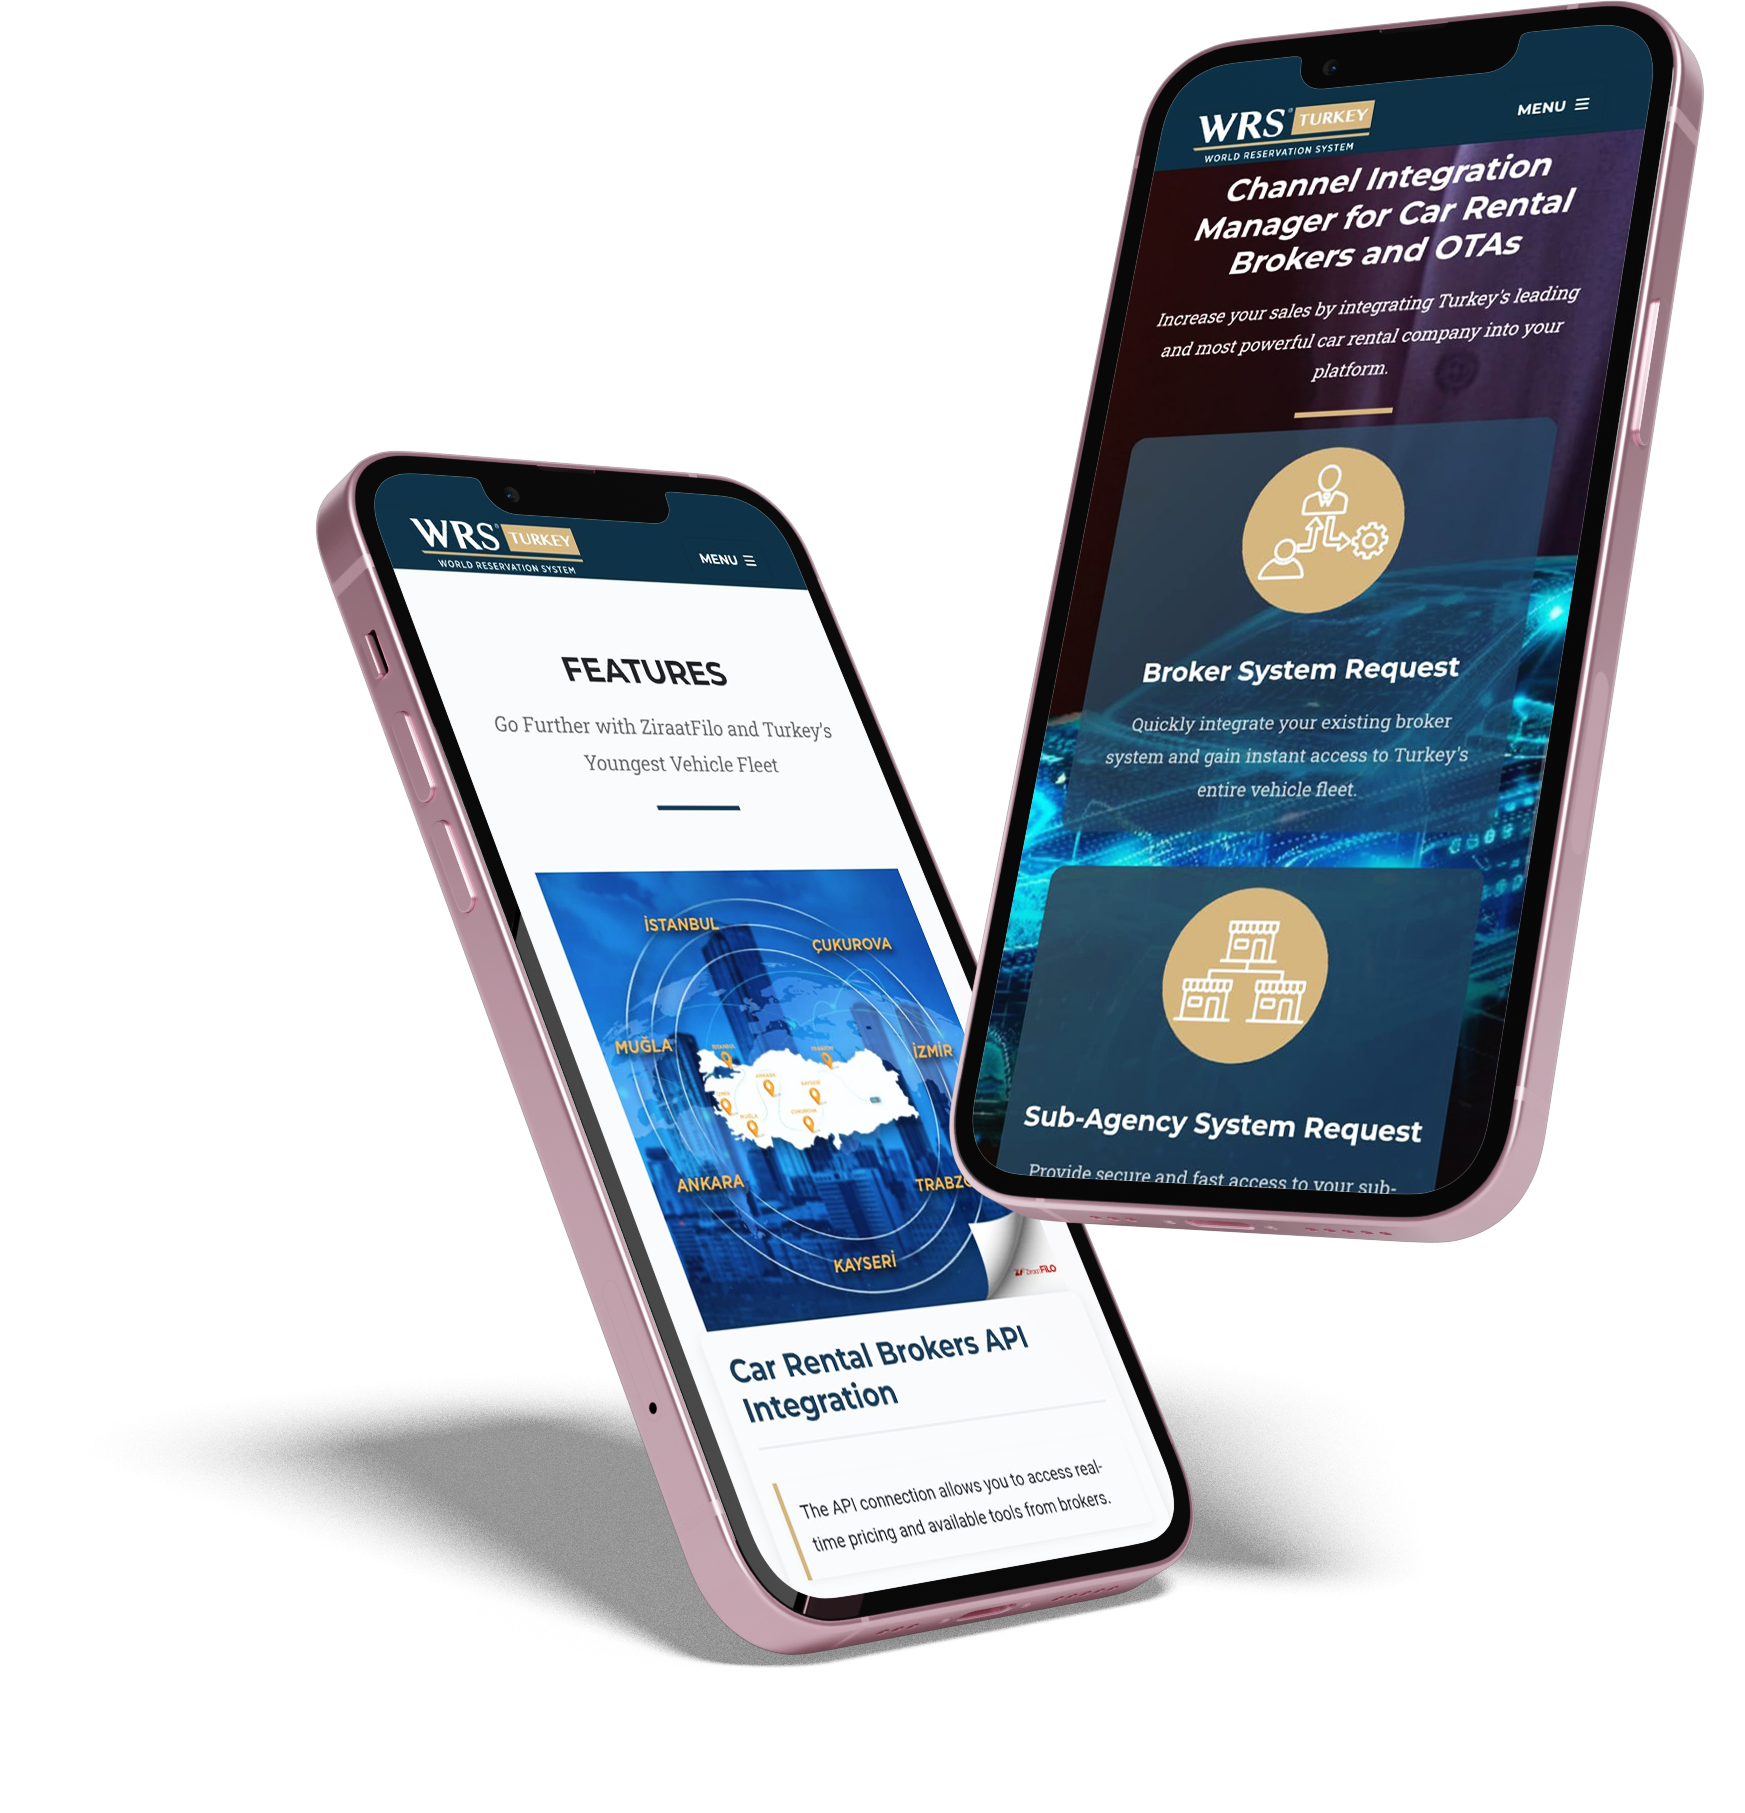 WRS® TURKEY
WORLD RESERVATION SYSTEM
MENU
FEATURES
Go Further with ZiraatFilo and Turkey's
Youngest Vehicle Fleet
İSTANBUL
ÇUKUROVA
MUĞLA
İZMİR
ANKARA
KAYSERİ
ZiraatFILO
Car Rental Brokers API
Integration
The API connection allows you to access real-
time pricing and available tools from brokers.
WRS® TURKEY
WORLD RESERVATION SYSTEM
MENU
Channel Integration
Manager for Car Rental
Brokers and OTAs
Increase your sales by integrating Turkey's leading
and most powerful car rental company into your
platform.
Broker System Request
Quickly integrate your existing broker
system and gain instant access to Turkey's
entire vehicle fleet.
Sub-Agency System Request
Provide secure and fast access to your sub-